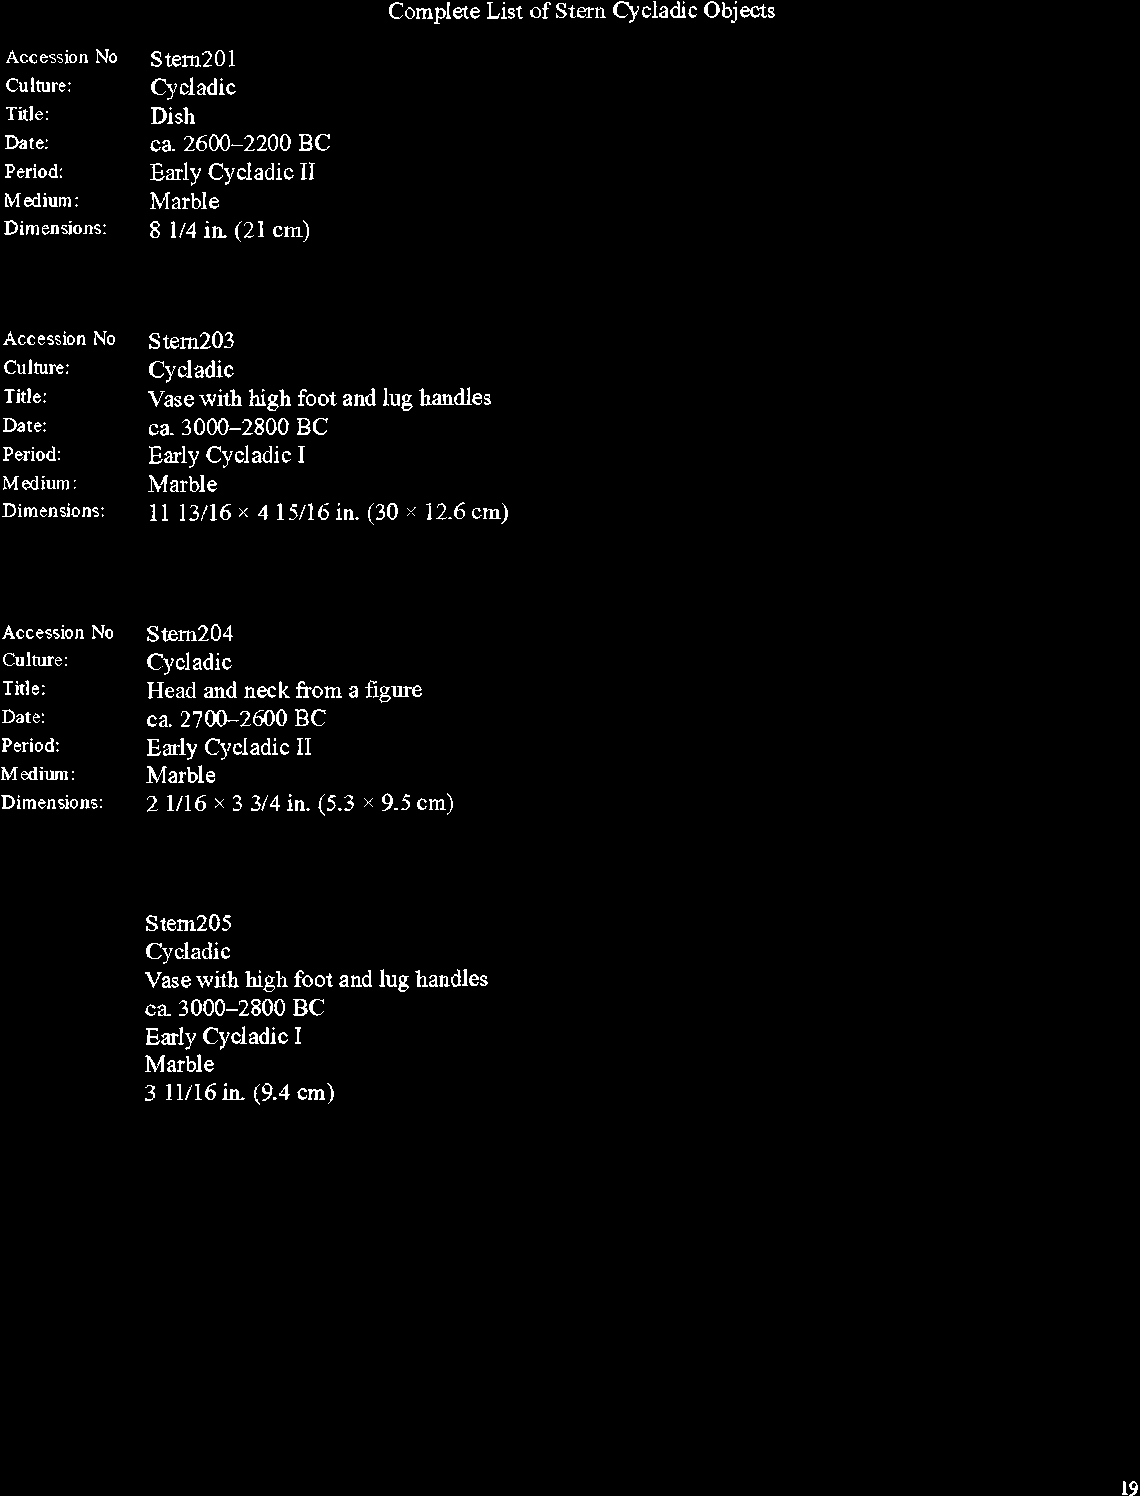 Complete List of Stern Cycladic Objects
Accession No Stern201
Culture: Cycladic
Title: Dish
Date: ca. 2600–2200 BC
Period: Early Cycladic II
Medium: Marble
Dimensions: 8 1/4 in. (21 cm)
Accession No Stern203
Culture: Cycladic
Title: Vase with high foot and lug handles
Date: ca. 3000–2800 BC
Period: Early Cycladic I
Medium: Marble
Dimensions: 11 13/16 × 4 15/16 in. (30 × 12.6 cm)
Accession No Stern204
Culture: Cycladic
Title: Head and neck from a figure
Date: ca. 2700–2600 BC
Period: Early Cycladic II
Medium: Marble
Dimensions: 2 1/16 × 3 3/4 in. (5.3 × 9.5 cm)
Stern205
Cycladic
Vase with high foot and lug handles
ca. 3000–2800 BC
Early Cycladic I
Marble
3 11/16 in. (9.4 cm)
19